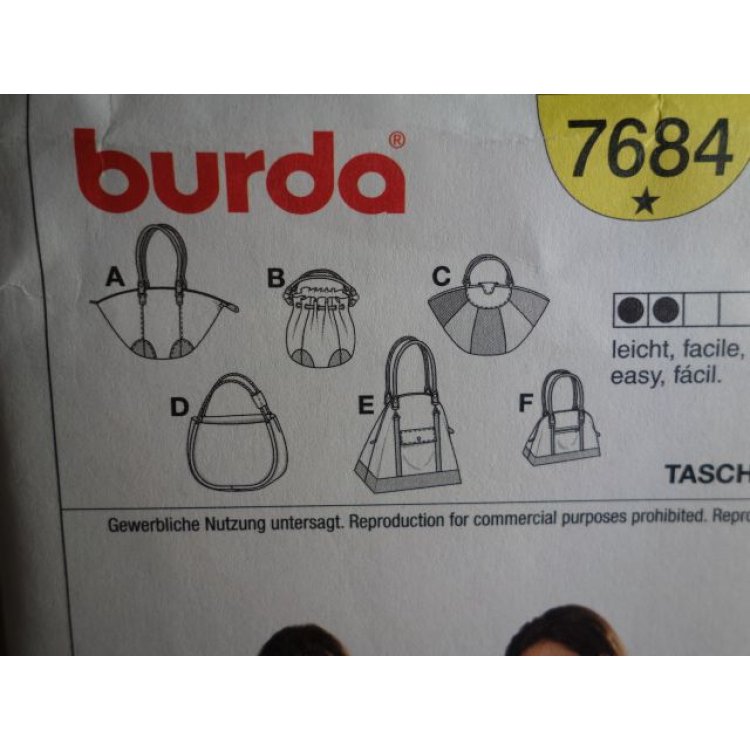 burda®
7684
A
B
C
D
E
F
leicht, facile,
easy, fácil.
TASCH
Gewerbliche Nutzung untersagt. Reproduction for commercial purposes prohibited. Repro